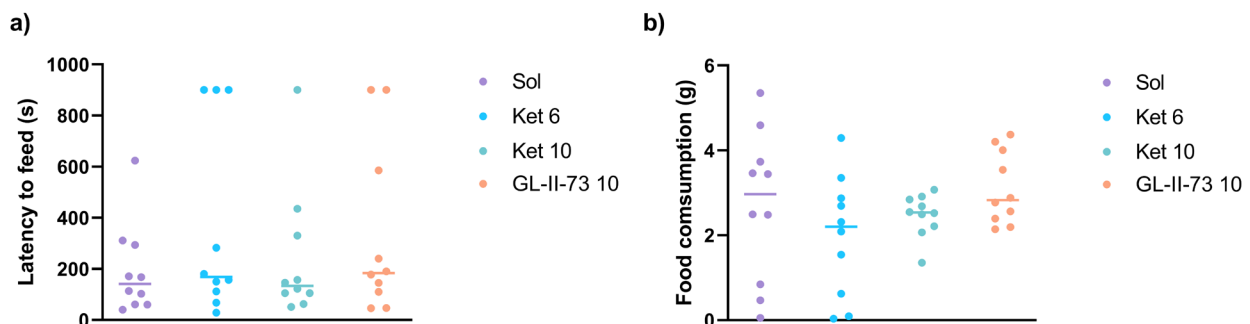 a)
Latency to feed (s)
1000
800
600
400
200
0
Sol
Ket 6
Ket 10
GL-II-73 10
b)
Food comsumption (g)
6
4
2
0
Sol
Ket 6
Ket 10
GL-II-73 10